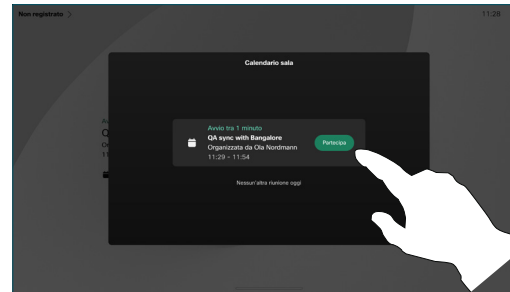 Non registrato >
11:28
Calendario sala
Avvio tra 1 minuto
QA sync with Bangalore
Organizzata da Ola Nordmann
11:29 - 11:54
Partecipa
Nessun'altra riunione oggi